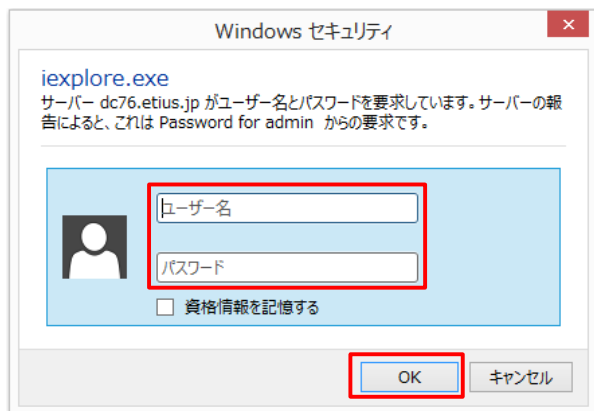 Windows セキュリティ
iexplore.exe
サーバー dc76.etius.jp がユーザー名とパスワードを要求しています。サーバーの報
告によると、これは Password for admin からの要求です。
ユーザー名
パスワード
資格情報を記憶する
OK キャンセル